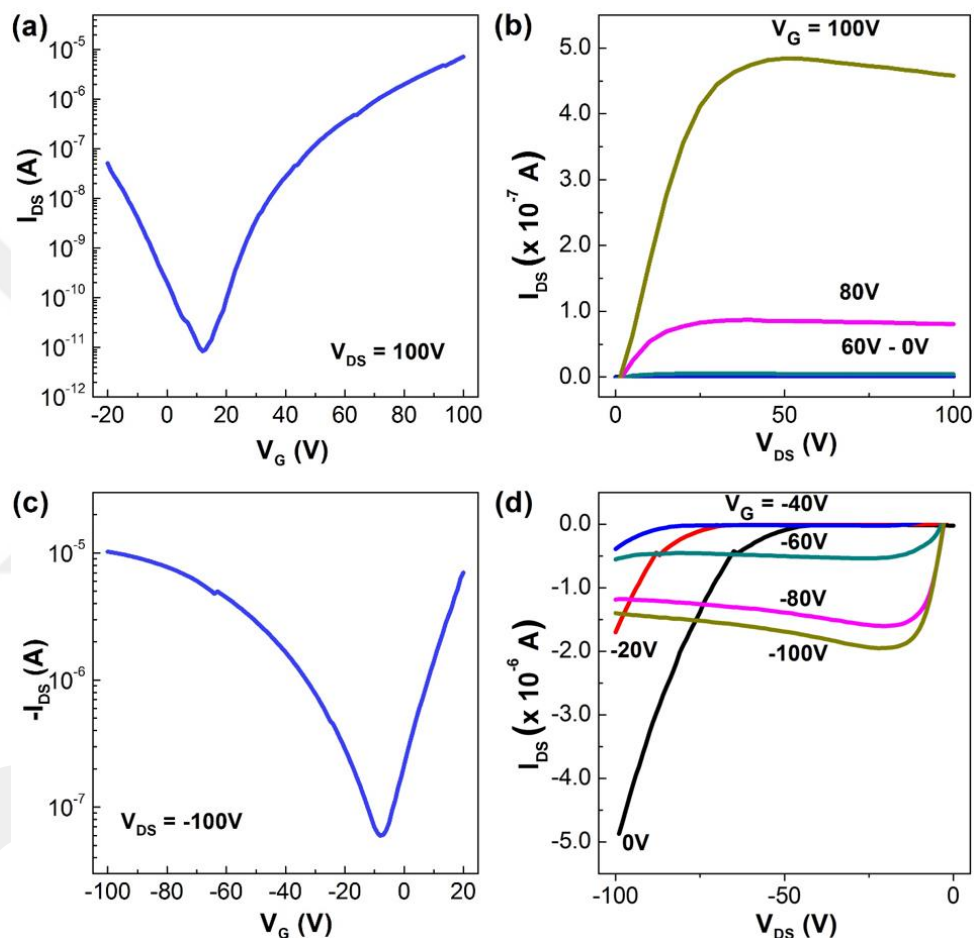 (a)
10^-5
10^-6
10^-7
10^-8
10^-9
10^-10
10^-11
10^-12
I_DS (A)
V_DS = 100V
-20 0 20 40 60 80 100
V_G (V)
(b)
V_G = 100V
5.0
4.0
3.0
2.0
1.0
0.0
I_DS (x 10^-7 A)
80V
60V - 0V
0 50 100
V_DS (V)
(c)
10^-5
10^-6
10^-7
-I_DS (A)
V_DS = -100V
-100 -80 -60 -40 -20 0 20
V_G (V)
(d)
V_G = -40V
0.0
-1.0
-2.0
-3.0
-4.0
-5.0
I_DS (x 10^-6 A)
-60V
-80V
-20V
-100V
0V
-100 -50 0
V_DS (V)